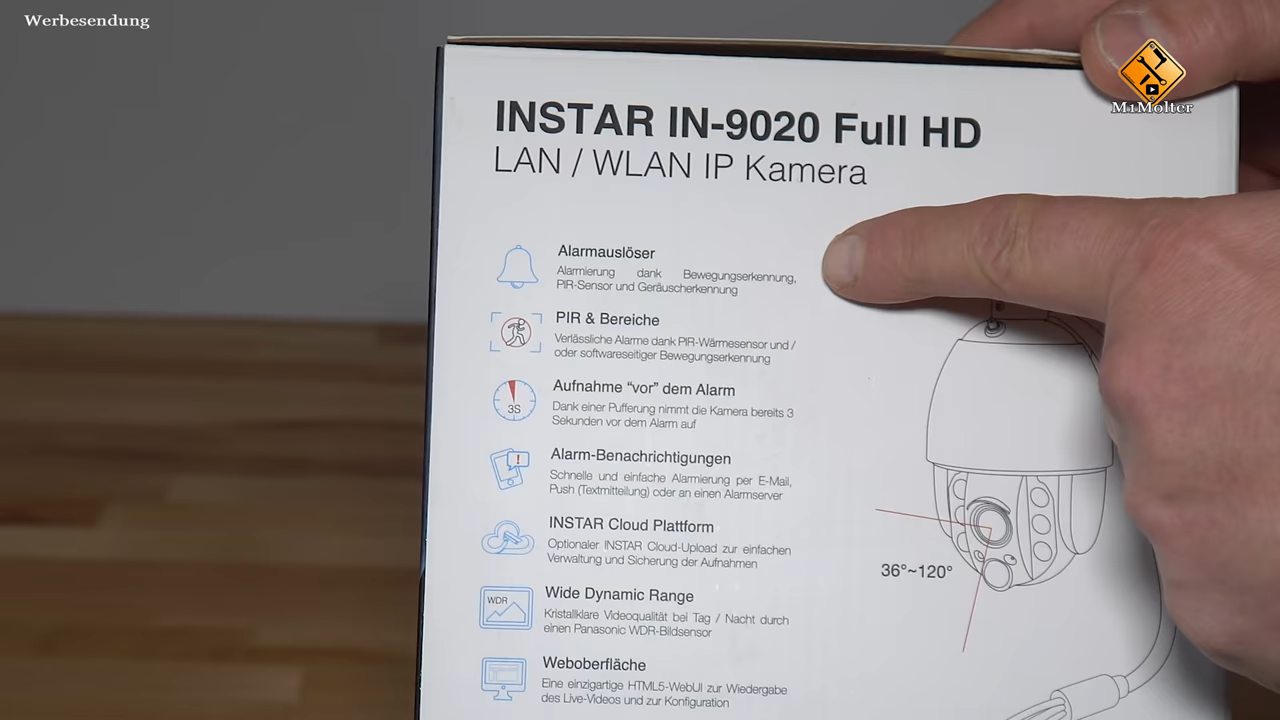 Werbesendung
M1Molter
INSTAR IN-9020 Full HD
LAN / WLAN IP Kamera
Alarmauslöser
Alarmierung dank Bewegungserkennung,
PIR-Sensor und Geräuscherkennung
PIR & Bereiche
Verlässliche Alarme dank PIR-Wärmesensor und /
oder softwareseitiger Bewegungserkennung
3S
Aufnahme “vor” dem Alarm
Dank einer Pufferung nimmt die Kamera bereits 3
Sekunden vor dem Alarm auf
Alarm-Benachrichtigungen
Schnelle und einfache Alarmierung per E-Mail,
Push (Textmitteilung) oder an einen Alarmserver
INSTAR Cloud Plattform
Optionaler INSTAR Cloud-Upload zur einfachen
Verwaltung und Sicherung der Aufnahmen
36°~120°
WDR
Wide Dynamic Range
Kristallklare Videoqualität bei Tag / Nacht durch
einen Panasonic WDR-Bildsensor
Weboberfläche
Eine einzigartige HTML5-WebUI zur Wiedergabe
des Live-Videos und zur Konfiguration